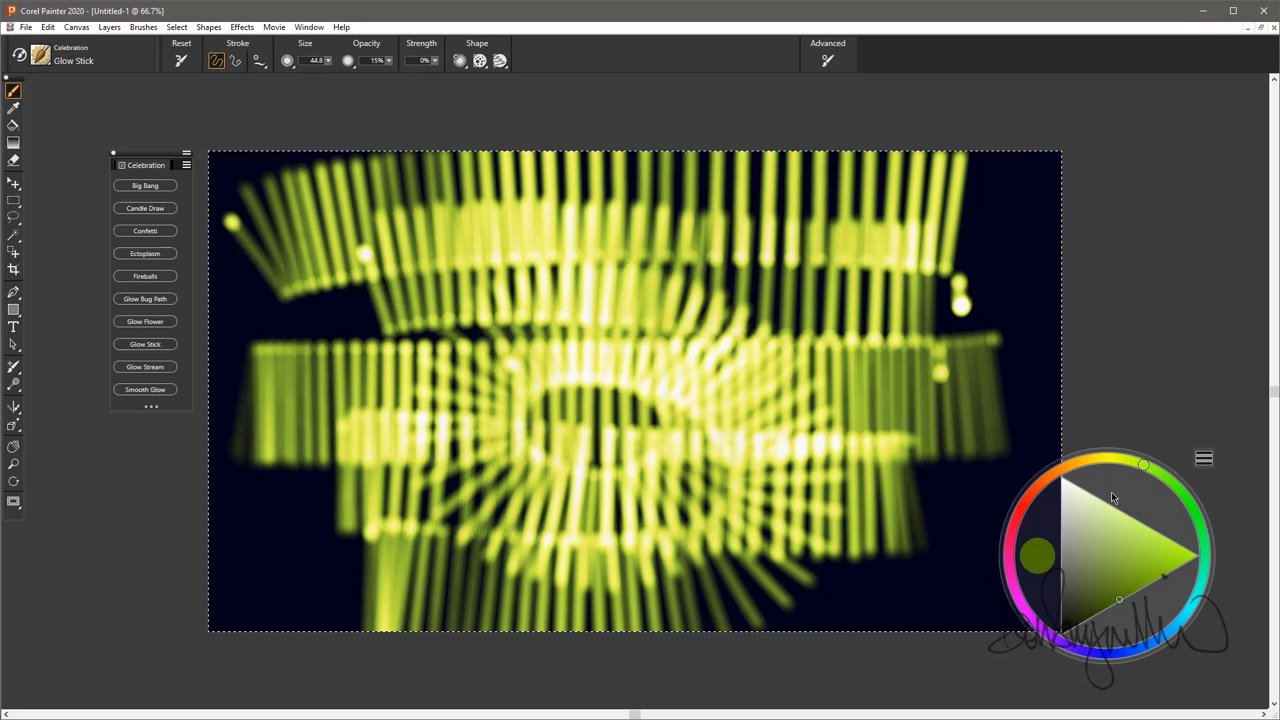 Corel Painter 2020 - [Untitled-1 @ 66.7%]
File Edit Canvas Layers Brushes Select Shapes Effects Movie Window Help
Celebration
Glow Stick
Reset Stroke Size Opacity Strength Shape Advanced
44.8 15% 0%
Celebration
Big Bang
Candle Draw
Confetti
Ectoplasm
Fireballs
Glow Bug Path
Glow Flower
Glow Stick
Glow Stream
Smooth Glow